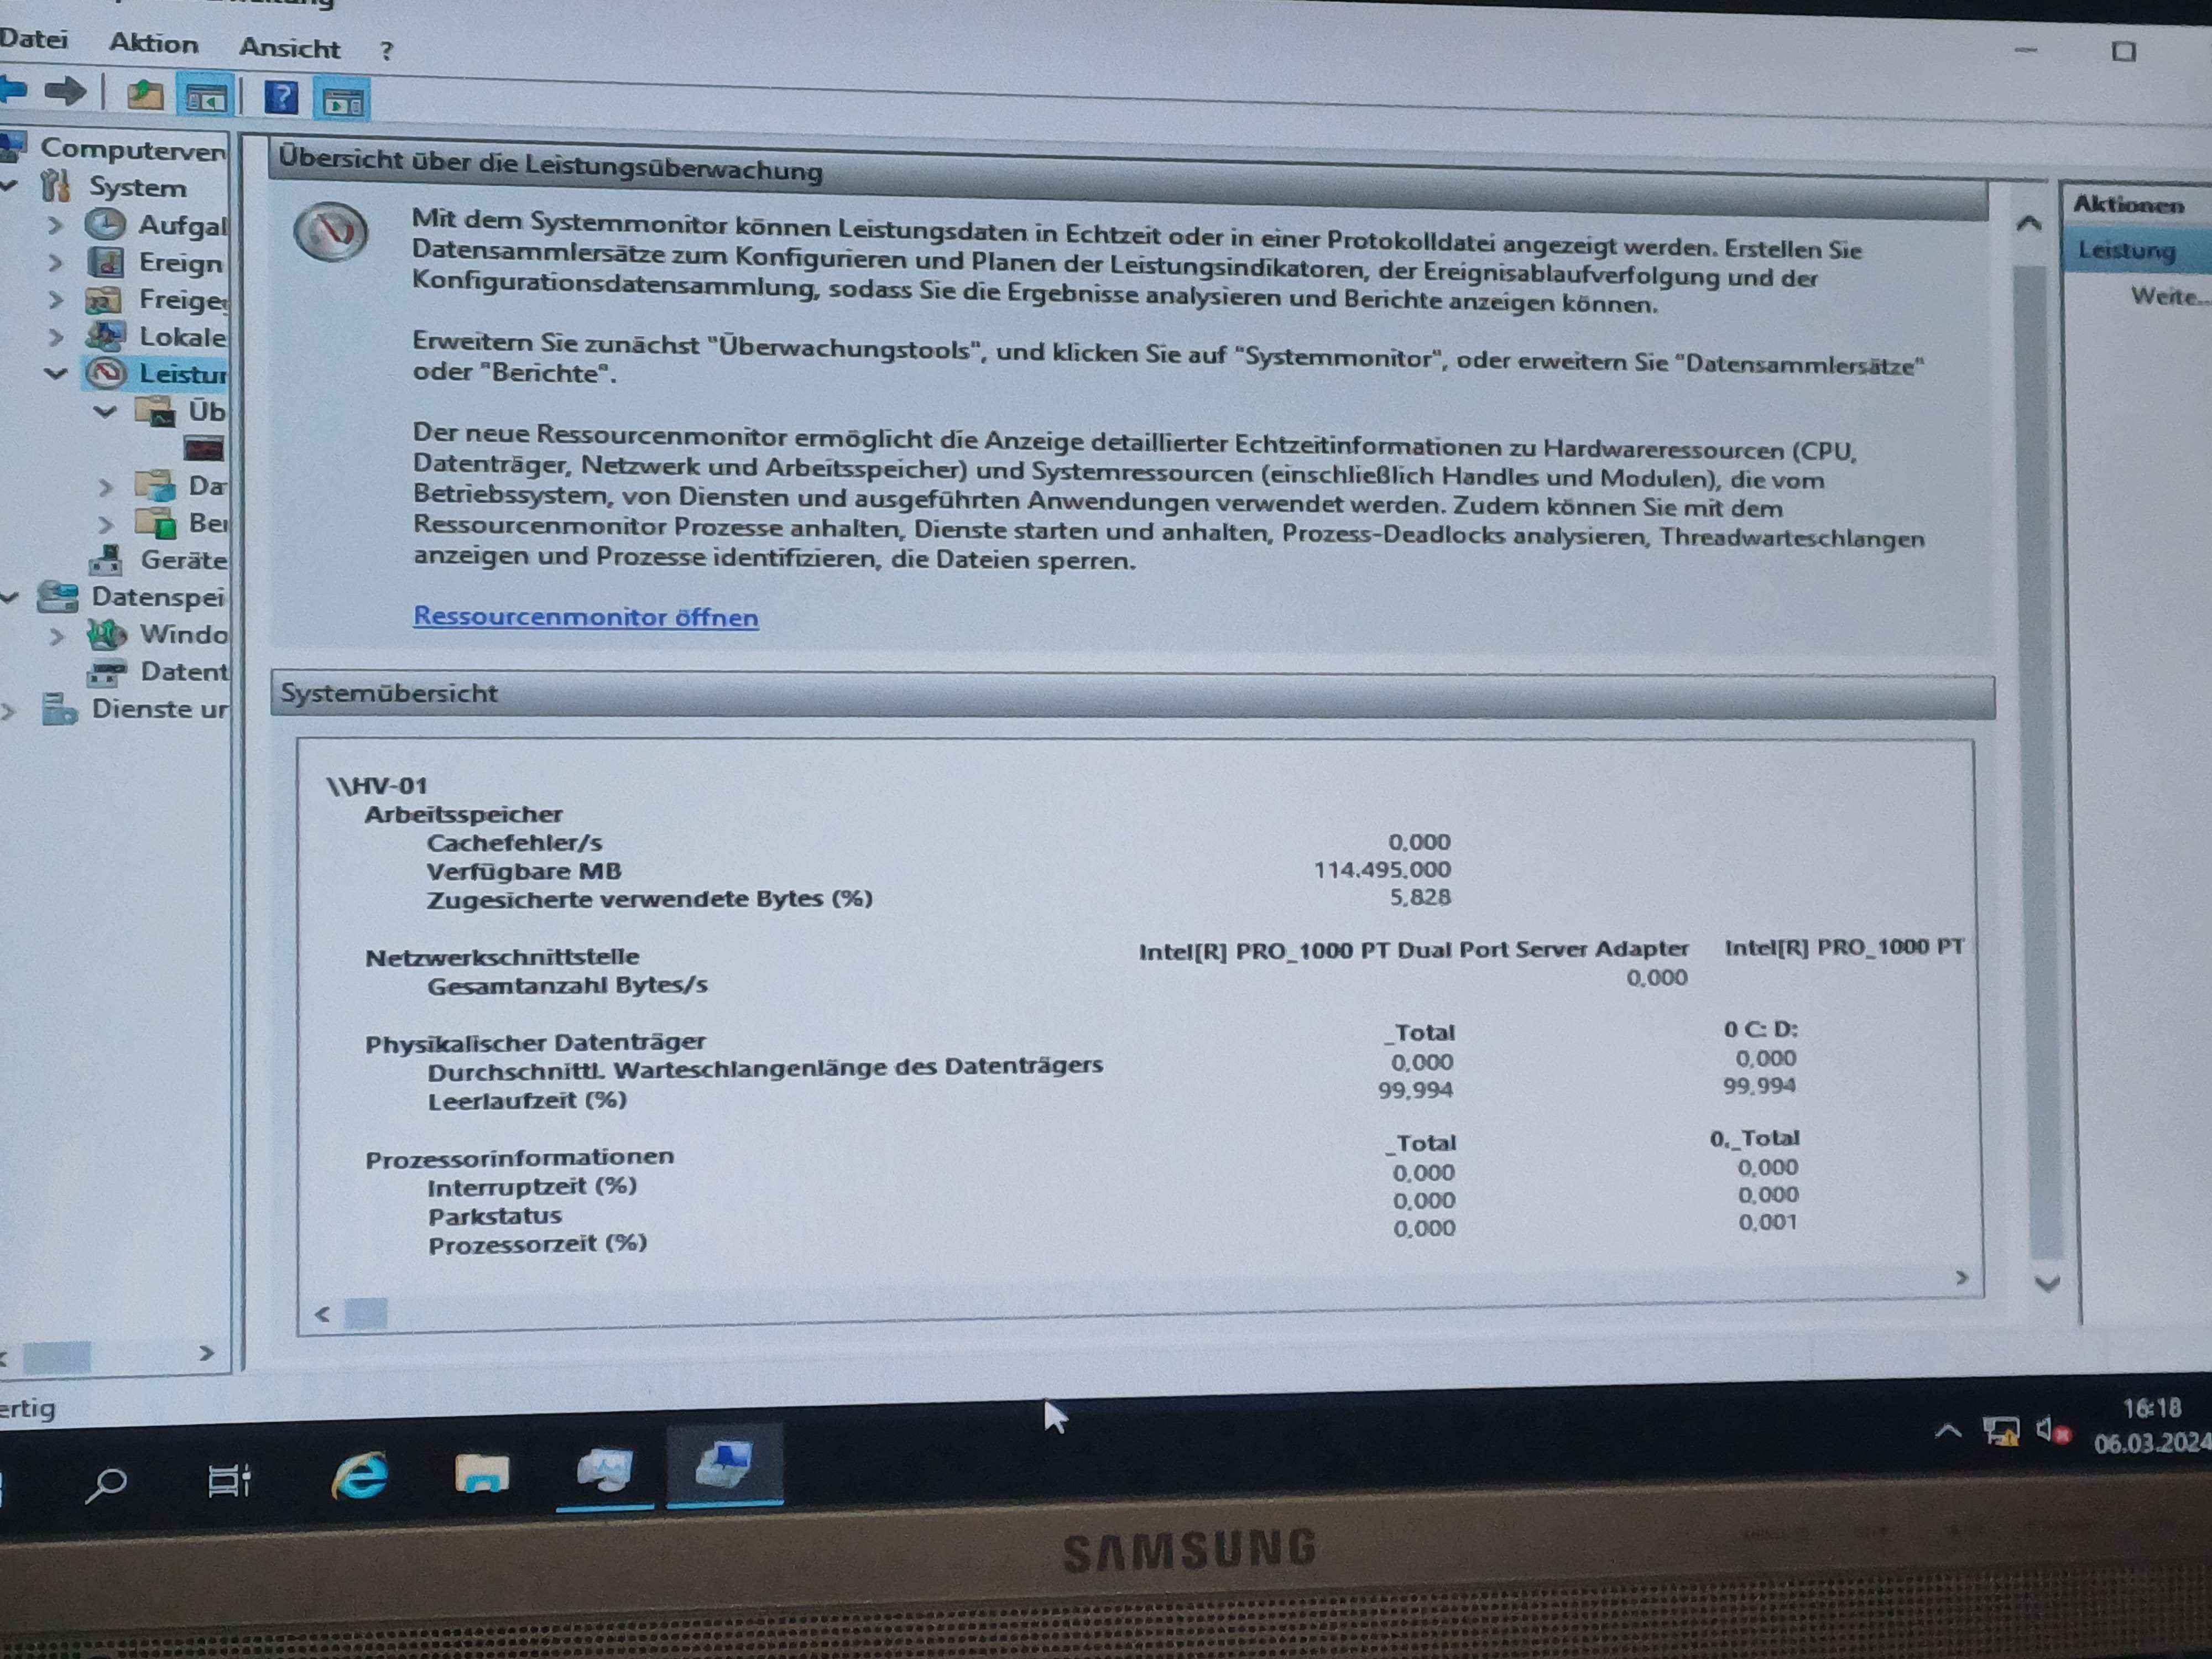 Datei Aktion Ansicht ?
Computerver
System
Aufgal
Ereign
Freige
Lokale
Leistur
Üb
Da
Ber
Geräte
Datenspei
Windo
Datent
Dienste ur
Übersicht über die Leistungsüberwachung
Mit dem Systemmonitor können Leistungsdaten in Echtzeit oder in einer Protokolldatei angezeigt werden. Erstellen Sie
Datensammlersätze zum Konfigurieren und Planen der Leistungsindikatoren, der Ereignisablaufverfolgung und der
Konfigurationsdatensammlung, sodass Sie die Ergebnisse analysieren und Berichte anzeigen können.
Erweitern Sie zunächst "Überwachungstools", und klicken Sie auf "Systemmonitor", oder erweitern Sie "Datensammlersätze"
oder "Berichte".
Der neue Ressourcenmonitor ermöglicht die Anzeige detaillierter Echtzeitinformationen zu Hardwareressourcen (CPU,
Datenträger, Netzwerk und Arbeitsspeicher) und Systemressourcen (einschließlich Handles und Modulen), die vom
Betriebssystem, von Diensten und ausgeführten Anwendungen verwendet werden. Zudem können Sie mit dem
Ressourcenmonitor Prozesse anhalten, Dienste starten und anhalten, Prozess-Deadlocks analysieren, Threadwarteschlangen
anzeigen und Prozesse identifizieren, die Dateien sperren.
Ressourcenmonitor öffnen
Systemübersicht
\\HV-01
Arbeitsspeicher
Cachefehler/s 0,000
Verfügbare MB 114.495,000
Zugesicherte verwendete Bytes (%) 5,828
Netzwerkschnittstelle Intel[R] PRO_1000 PT Dual Port Server Adapter Intel[R] PRO_1000 PT
Gesamtanzahl Bytes/s 0,000
Physikalischer Datenträger _Total 0 C: D:
Durchschnittl. Warteschlangenlänge des Datenträgers 0,000 0,000
Leerlaufzeit (%) 99,994 99,994
Prozessorinformationen _Total 0,_Total
Interruptzeit (%) 0,000 0,000
Parkstatus 0,000 0,000
Prozessorzeit (%) 0,000 0,001
Aktionen
Leistung
Weite...
ertig
16:18
06.03.2024
SAMSUNG